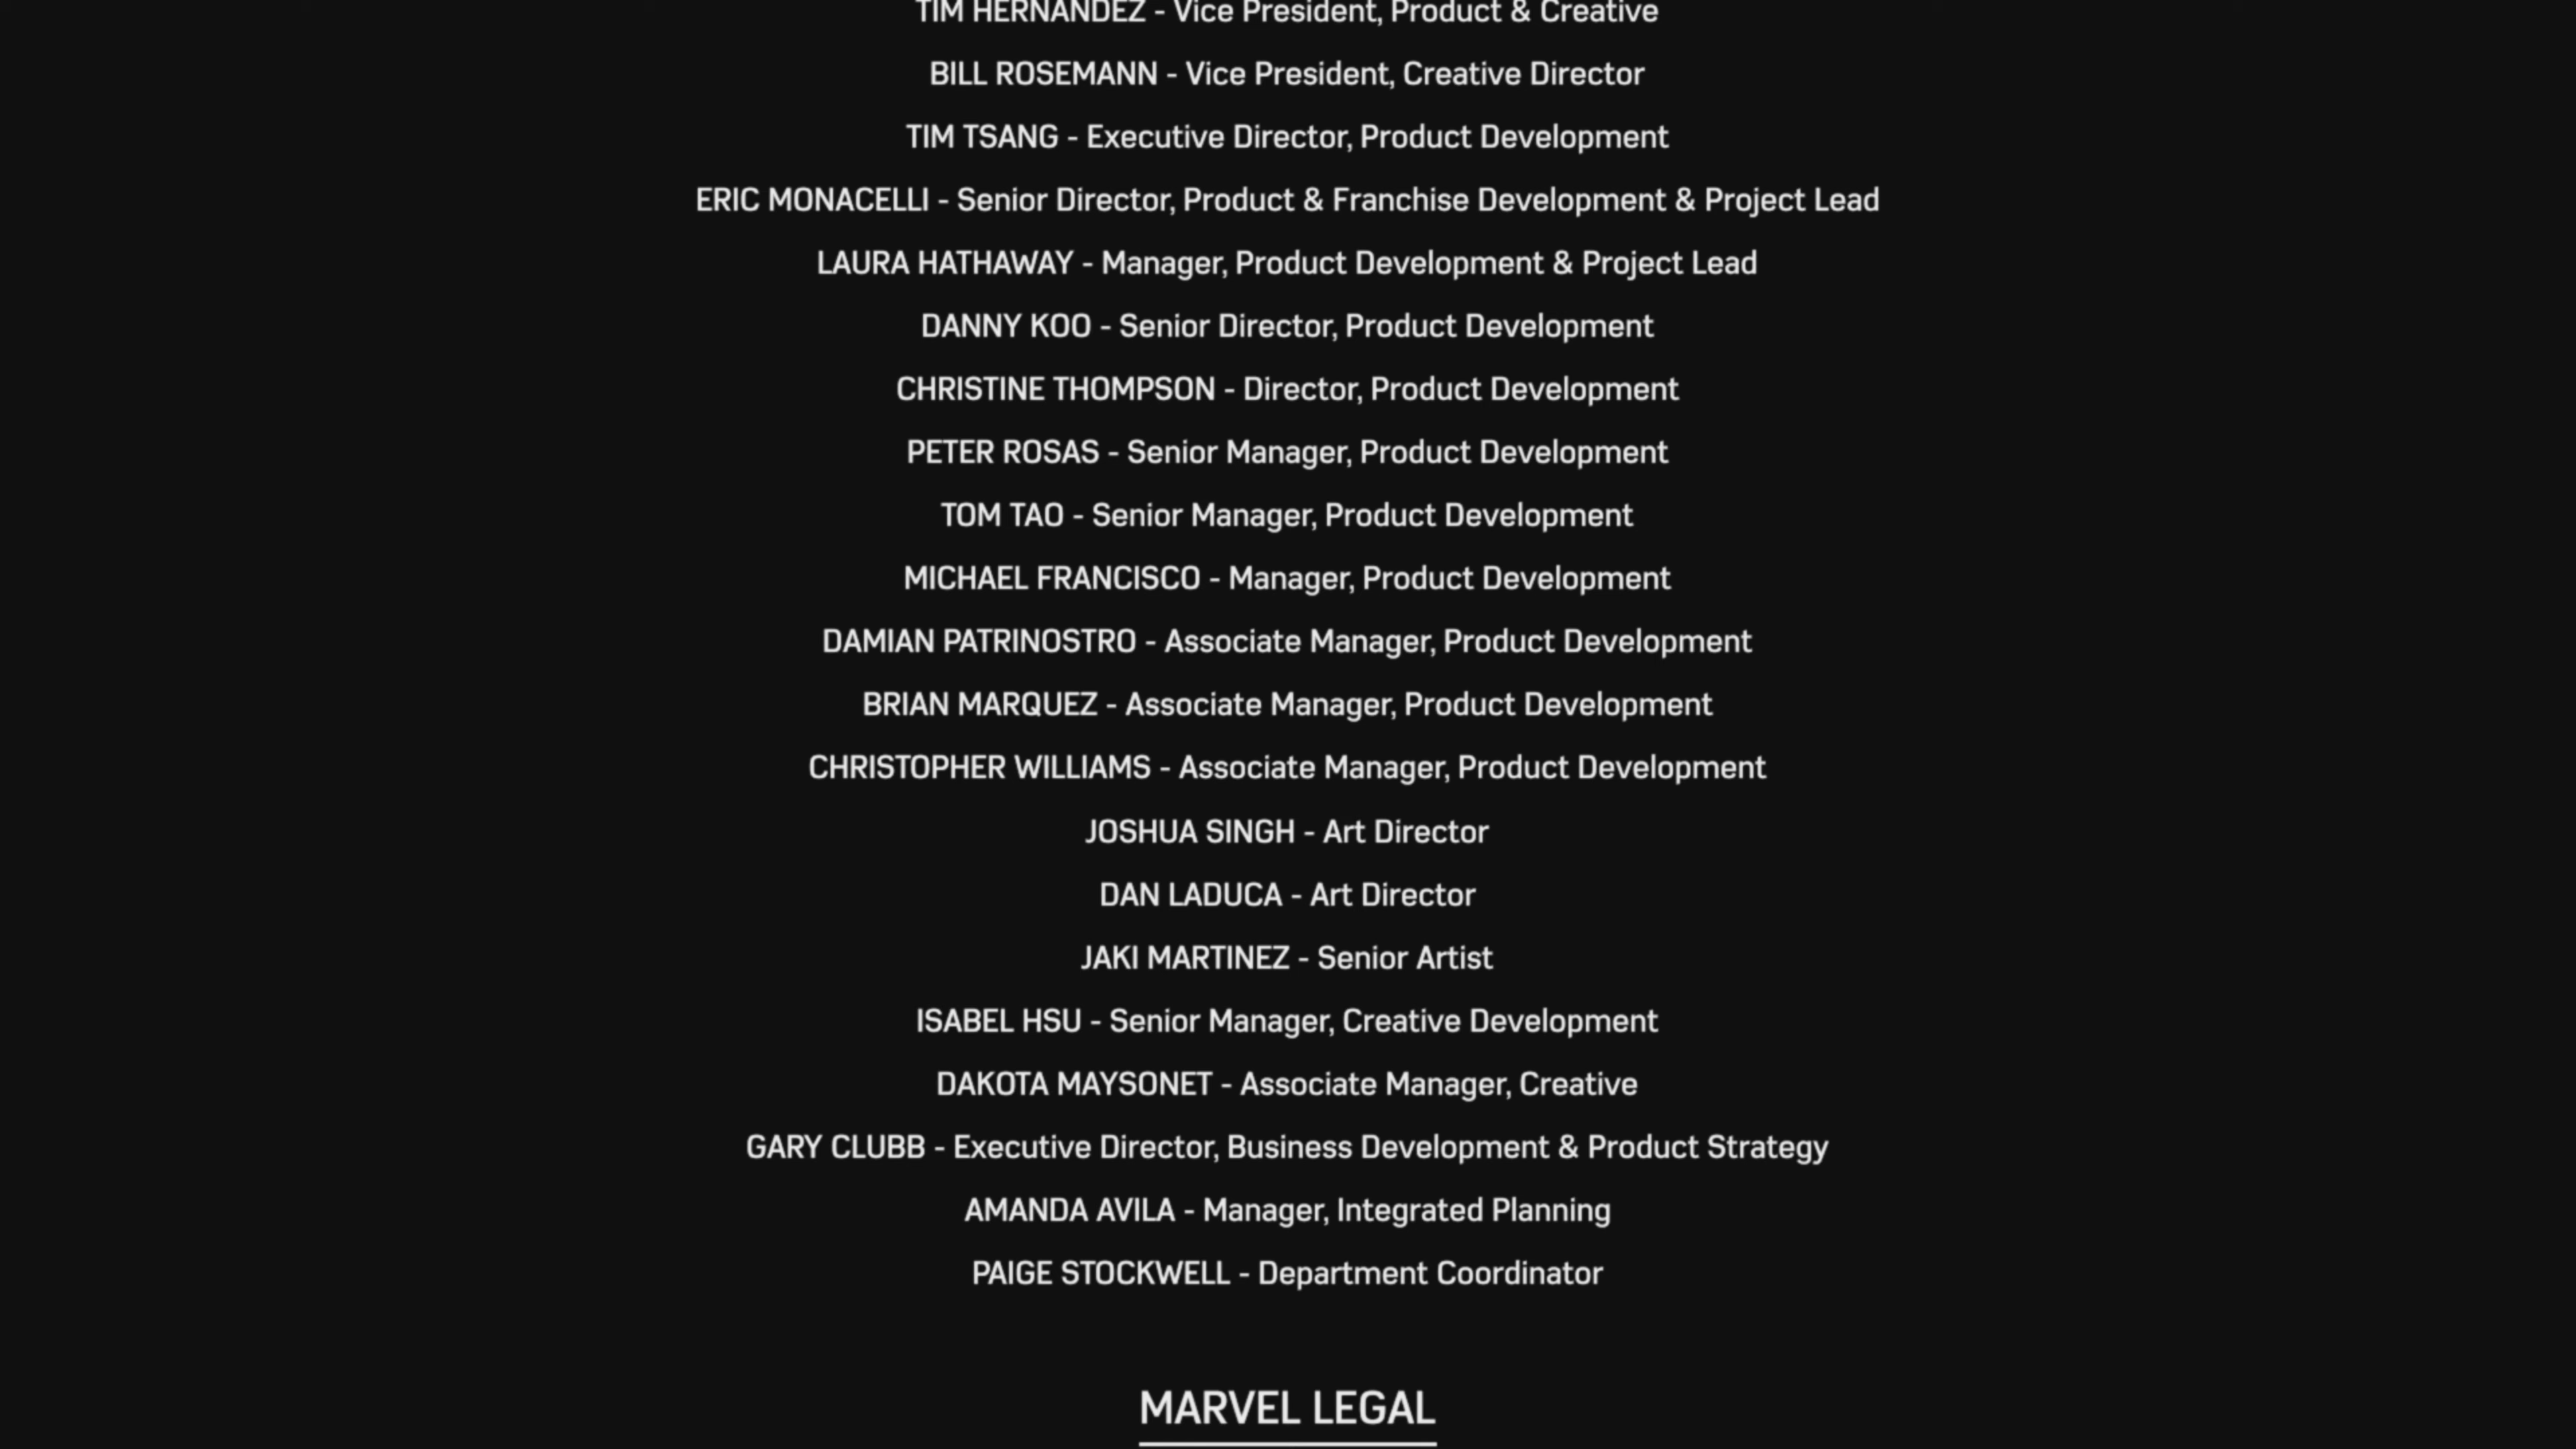 TIM HERNANDEZ - Vice President, Product & Creative
BILL ROSEMANN - Vice President, Creative Director
TIM TSANG - Executive Director, Product Development
ERIC MONACELLI - Senior Director, Product & Franchise Development & Project Lead
LAURA HATHAWAY - Manager, Product Development & Project Lead
DANNY KOO - Senior Director, Product Development
CHRISTINE THOMPSON - Director, Product Development
PETER ROSAS - Senior Manager, Product Development
TOM TAO - Senior Manager, Product Development
MICHAEL FRANCISCO - Manager, Product Development
DAMIAN PATRINOSTRO - Associate Manager, Product Development
BRIAN MARQUEZ - Associate Manager, Product Development
CHRISTOPHER WILLIAMS - Associate Manager, Product Development
JOSHUA SINGH - Art Director
DAN LADUCA - Art Director
JAKI MARTINEZ - Senior Artist
ISABEL HSU - Senior Manager, Creative Development
DAKOTA MAYSONET - Associate Manager, Creative
GARY CLUBB - Executive Director, Business Development & Product Strategy
AMANDA AVILA - Manager, Integrated Planning
PAIGE STOCKWELL - Department Coordinator
MARVEL LEGAL